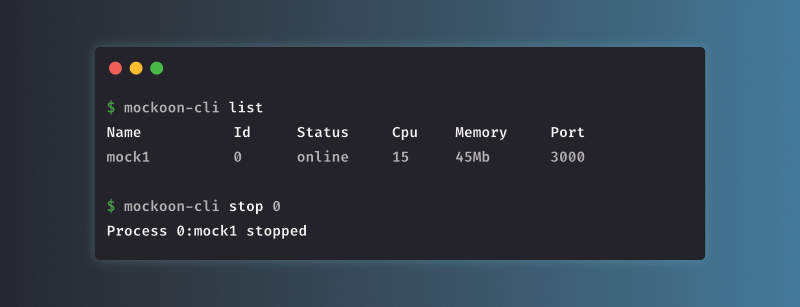 $ mockoon-cli list
Name Id Status Cpu Memory Port
mock1 0 online 15 45Mb 3000
$ mockoon-cli stop 0
Process 0:mock1 stopped